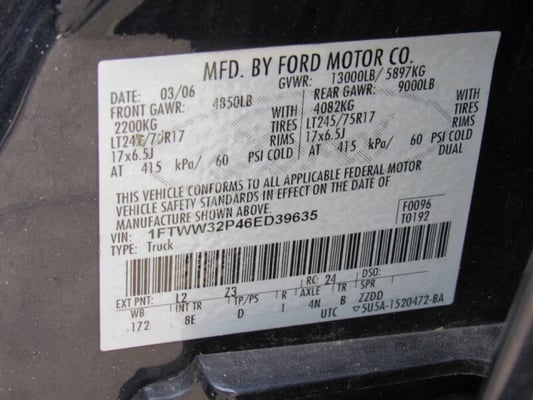 MFD. BY FORD MOTOR CO.
DATE: 03/06 GVWR: 13000LB/ 5897KG
FRONT GAWR: 4850LB REAR GAWR: 9000LB
2200KG WITH 4082KG WITH
LT245/75R17 TIRES LT245/75R17 TIRES
17x6.5J RIMS 17x6.5J RIMS
AT 415 kPa/ 60 PSI COLD AT 415 kPa/ 60 PSI COLD
DUAL
THIS VEHICLE CONFORMS TO ALL APPLICABLE FEDERAL MOTOR
VEHICLE SAFETY STANDARDS IN EFFECT ON THE DATE OF
MANUFACTURE SHOWN ABOVE. F0096
VIN: 1FTWW32P46ED39635 T0192
TYPE: Truck
EXT PNT: L2 Z3 RC: 24 DSO:
WB INT TR TP/PS R AXLE TR SPR
172 8E D 1 4N B ZZDD
UTC 5U5A-1520472-BA